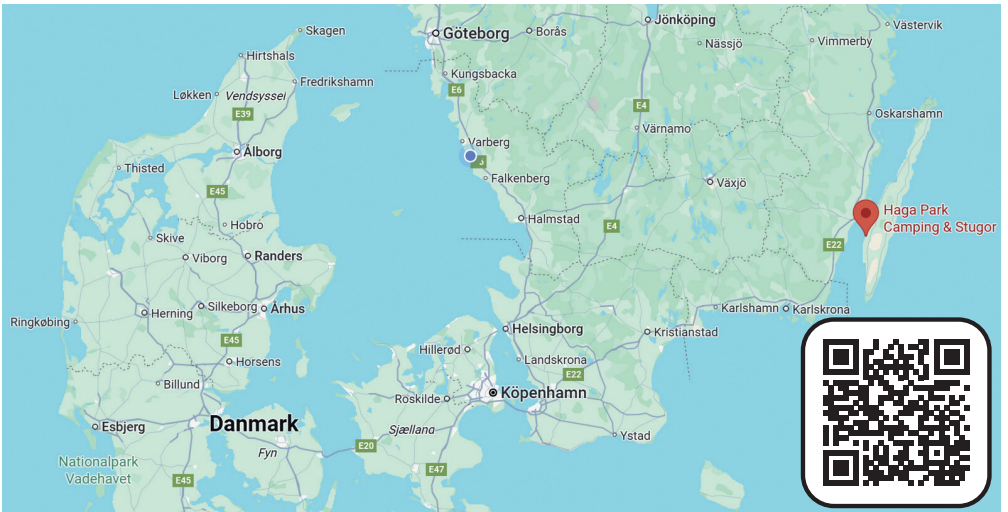 Skagen
Göteborg
Borås
Jönköping
Västervik
Hirtshals
Nässjö
Vimmerby
Kungsbacka
Fredrikshamn
Løkken
Vendsyssel
E6
E39
E4
Oskarshamn
Värnamo
Varberg
Ålborg
Thisted
Falkenberg
Växjö
E45
Haga Park
Camping & Stugor
Halmstad
Hobro
E4
Skive
E22
Viborg
Randers
Silkeborg
Århus
Herning
Karlshamn
Karlskrona
Ringkøbing
Helsingborg
Kristianstad
E45
Hillerød
Horsens
Landskrona
E22
Billund
Köpenhamn
Roskilde
Danmark
Esbjerg
Sjælland
Ystad
E20
Fyn
Nationalpark
Vadehavet
E47
E45